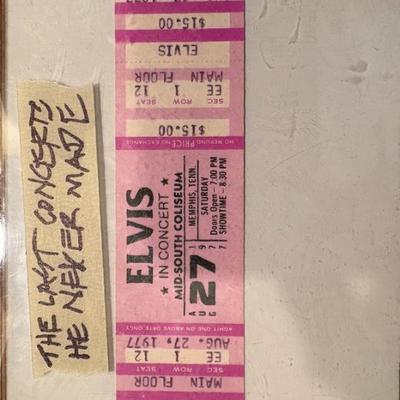 THE LAST CONCERTE
HE NEVER MADE
$15.00
ELVIS
MAIN FLOOR
EE 1 12
SEC ROW SEAT
$15.00
NO REFUND PRICE NO EXCHANGE
ELVIS
★ IN CONCERT ★
MID-SOUTH COLISEUM
MEMPHIS, TENN.
AUG 27 1977
SATURDAY
Doors Open - 7:00 PM
SHOWTIME - 8:30 PM
ADMIT ONE ON ABOVE DATE ONLY
AUG. 27, 1977
EE 1 12
SEC ROW SEAT
MAIN FLOOR